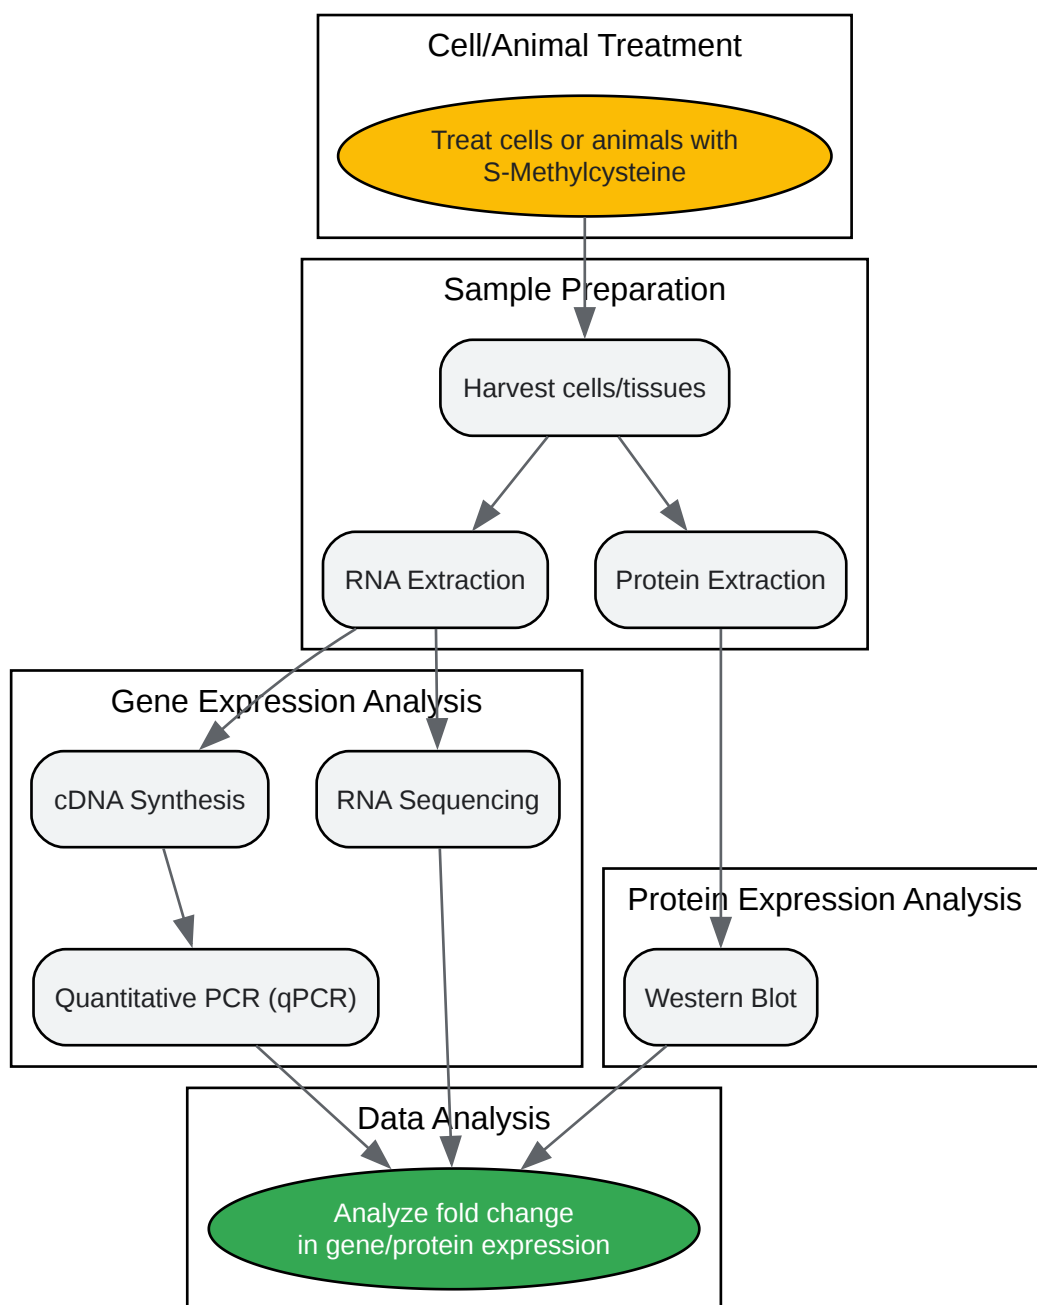 Cell/Animal Treatment
Treat cells or animals with
S-Methylcysteine
Sample Preparation
Harvest cells/tissues
RNA Extraction
Protein Extraction
Gene Expression Analysis
cDNA Synthesis
RNA Sequencing
Protein Expression Analysis
Quantitative PCR (qPCR)
Western Blot
Data Analysis
Analyze fold change
in gene/protein expression